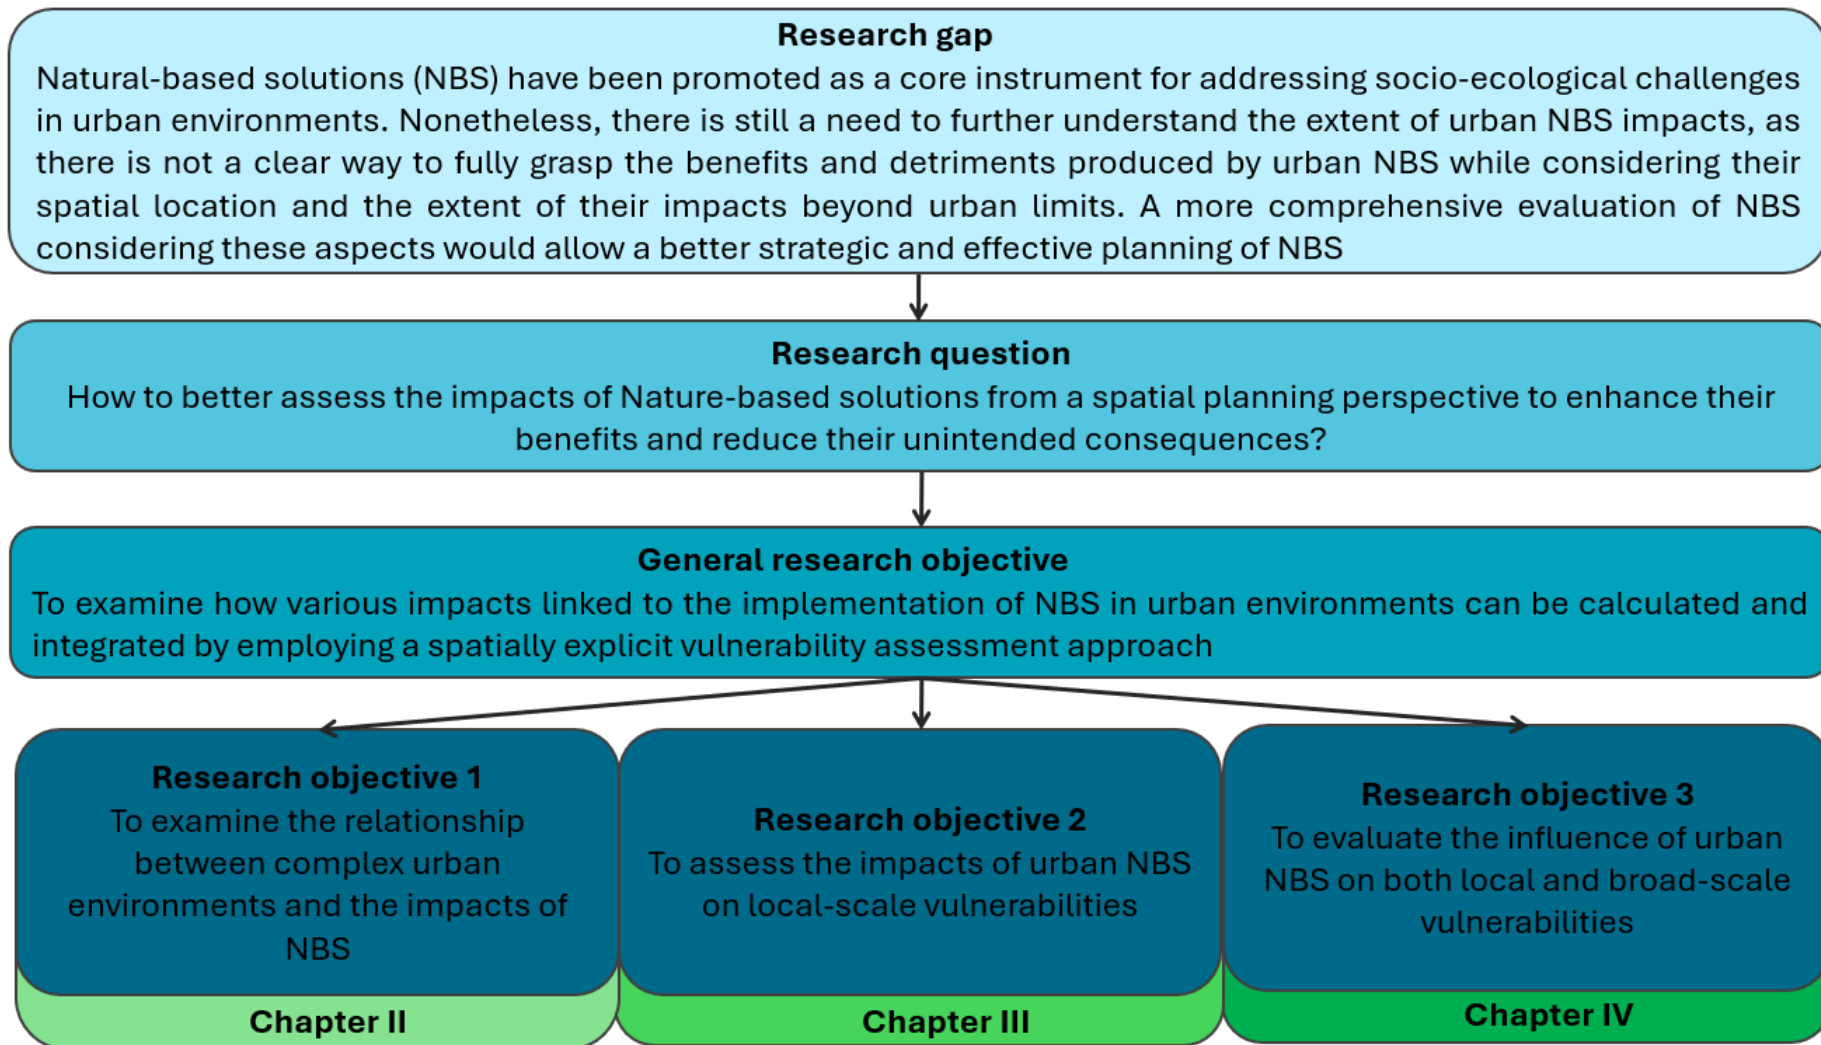 Research gap
Natural-based solutions (NBS) have been promoted as a core instrument for addressing socio-ecological challenges
in urban environments. Nonetheless, there is still a need to further understand the extent of urban NBS impacts, as
there is not a clear way to fully grasp the benefits and detriments produced by urban NBS while considering their
spatial location and the extent of their impacts beyond urban limits. A more comprehensive evaluation of NBS
considering these aspects would allow a better strategic and effective planning of NBS
Research question
How to better assess the impacts of Nature-based solutions from a spatial planning perspective to enhance their
benefits and reduce their unintended consequences?
General research objective
To examine how various impacts linked to the implementation of NBS in urban environments can be calculated and
integrated by employing a spatially explicit vulnerability assessment approach
Research objective 1
To examine the relationship
between complex urban
environments and the impacts of
NBS
Chapter II
Research objective 2
To assess the impacts of urban NBS
on local-scale vulnerabilities
Chapter III
Research objective 3
To evaluate the influence of urban
NBS on both local and broad-scale
vulnerabilities
Chapter IV